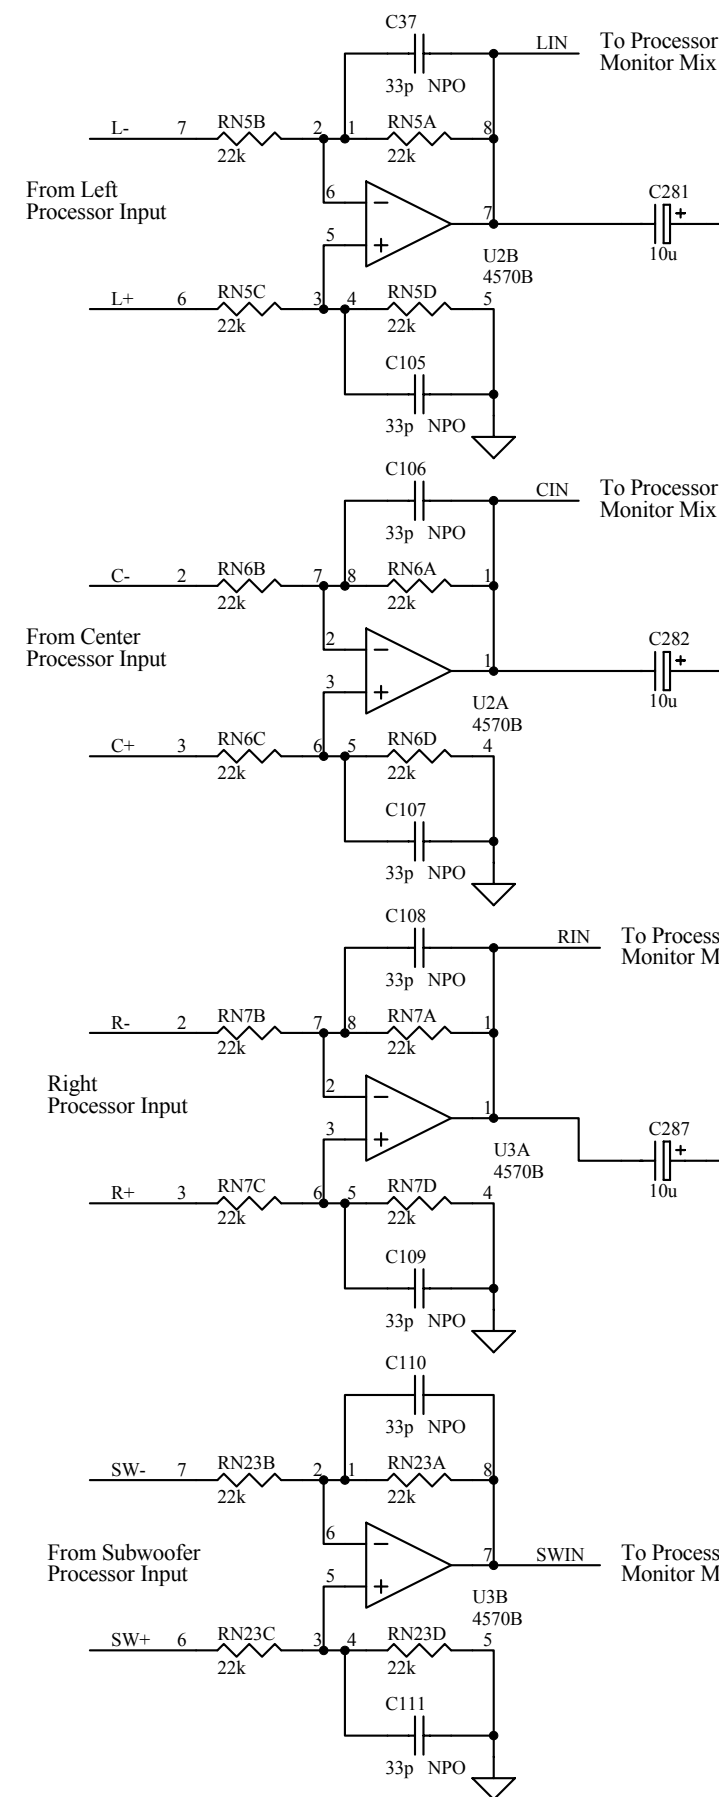 C37
LIN To Processor
Monitor Mix
33p NPO
L- 7 RN5B 2 1 RN5A 8
22k 22k
From Left
Processor Input
6
5
7
C281
10u
U2B
4570B
L+ 6 RN5C 3 4 RN5D 5
22k 22k
C105
33p NPO
C106
CIN To Processor
Monitor Mix
33p NPO
C- 2 RN6B 7 8 RN6A 1
22k 22k
From Center
Processor Input
2
3
1
C282
10u
U2A
4570B
C+ 3 RN6C 6 5 RN6D 4
22k 22k
C107
33p NPO
C108
RIN To Process
Monitor M
33p NPO
R- 2 RN7B 7 8 RN7A 1
22k 22k
Right
Processor Input
2
3
1
C287
10u
U3A
4570B
R+ 3 RN7C 6 5 RN7D 4
22k 22k
C109
33p NPO
C110
33p NPO
SW- 7 RN23B 2 1 RN23A 8
22k 22k
From Subwoofer
Processor Input
6
5
7
SWIN To Process
Monitor M
U3B
4570B
SW+ 6 RN23C 3 4 RN23D 5
22k 22k
C111
33p NPO